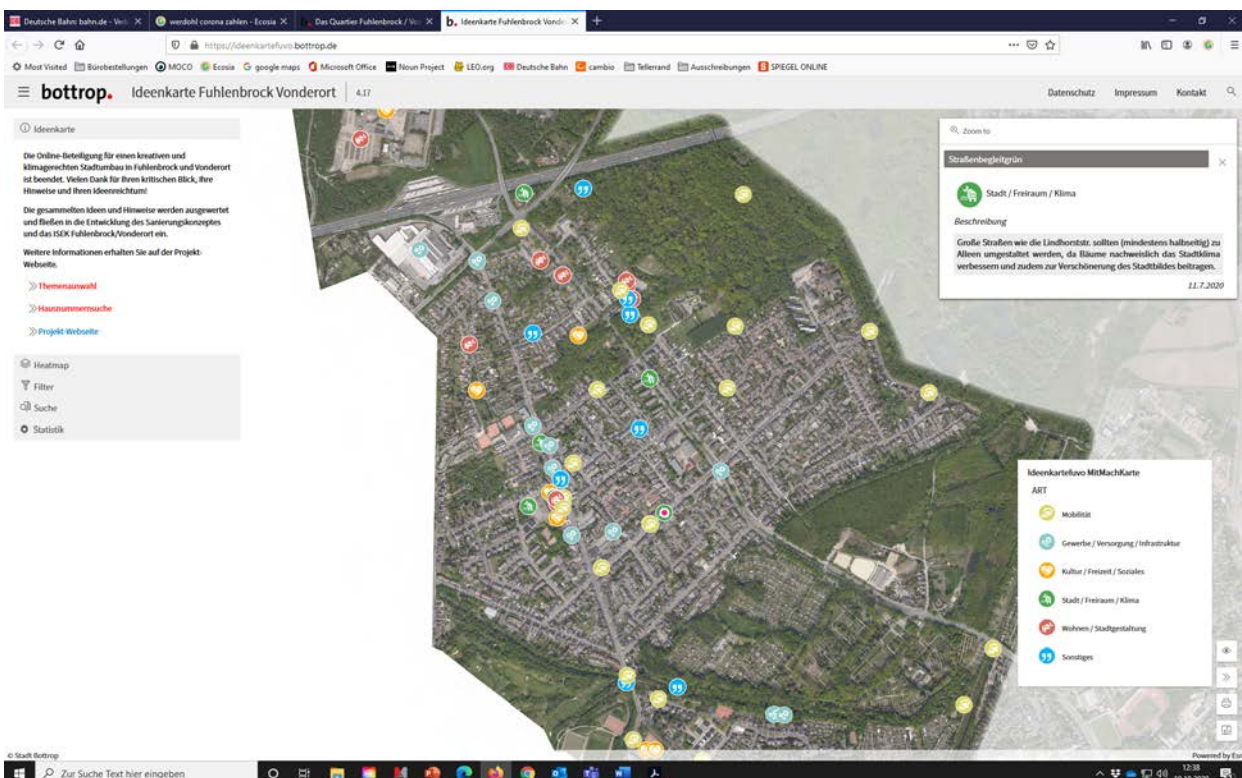 Deutsche Bahn: bahn.de - Verb
werdohl corona zahlen - Ecosia
Das Quartier Fuhlenbrock / Vo
Ideenkarte Fuhlenbrock Vonde
https://ideenkartefuvo.bottrop.de
Most Visited
Bürobestellungen
MOCO
Ecosia
google maps
Microsoft Office
Noun Project
LEO.org
Deutsche Bahn
cambio
Tellerrand
Ausschreibungen
SPIEGEL ONLINE
bottrop.
Ideenkarte Fuhlenbrock Vonderort
4.17
Datenschutz
Impressum
Kontakt
Ideenkarte
Die Online-Beteiligung für einen kreativen und
klimagerechten Stadtumbau in Fuhlenbrock und Vonderort
ist beendet. Vielen Dank für Ihren kritischen Blick, Ihre
Hinweise und Ihren Ideenreichtum!
Die gesammelten Ideen und Hinweise werden ausgewertet
und fließen in die Entwicklung des Sanierungskonzeptes
und das ISEK Fuhlenbrock/Vonderort ein.
Weitere Informationen erhalten Sie auf der Projekt-
Webseite.
Themenauswahl
Hausnummernsuche
Projekt-Webseite
Heatmap
Filter
Suche
Statistik
Zoom to
Straßenbegleitgrün
Stadt / Freiraum / Klima
Beschreibung
Große Straßen wie die Lindhorststr. sollten (mindestens halbseitig) zu
Alleen umgestaltet werden, da Bäume nachweislich das Stadtklima
verbessern und zudem zur Verschönerung des Stadtbildes beitragen.
11.7.2020
Ideenkartefuvo MitMachKarte
ART
Mobilität
Gewerbe / Versorgung / Infrastruktur
Kultur / Freizeit / Soziales
Stadt / Freiraum / Klima
Wohnen / Stadtgestaltung
Sonstiges
© Stadt Bottrop
Powered by Esri
Zur Suche Text hier eingeben
12:38